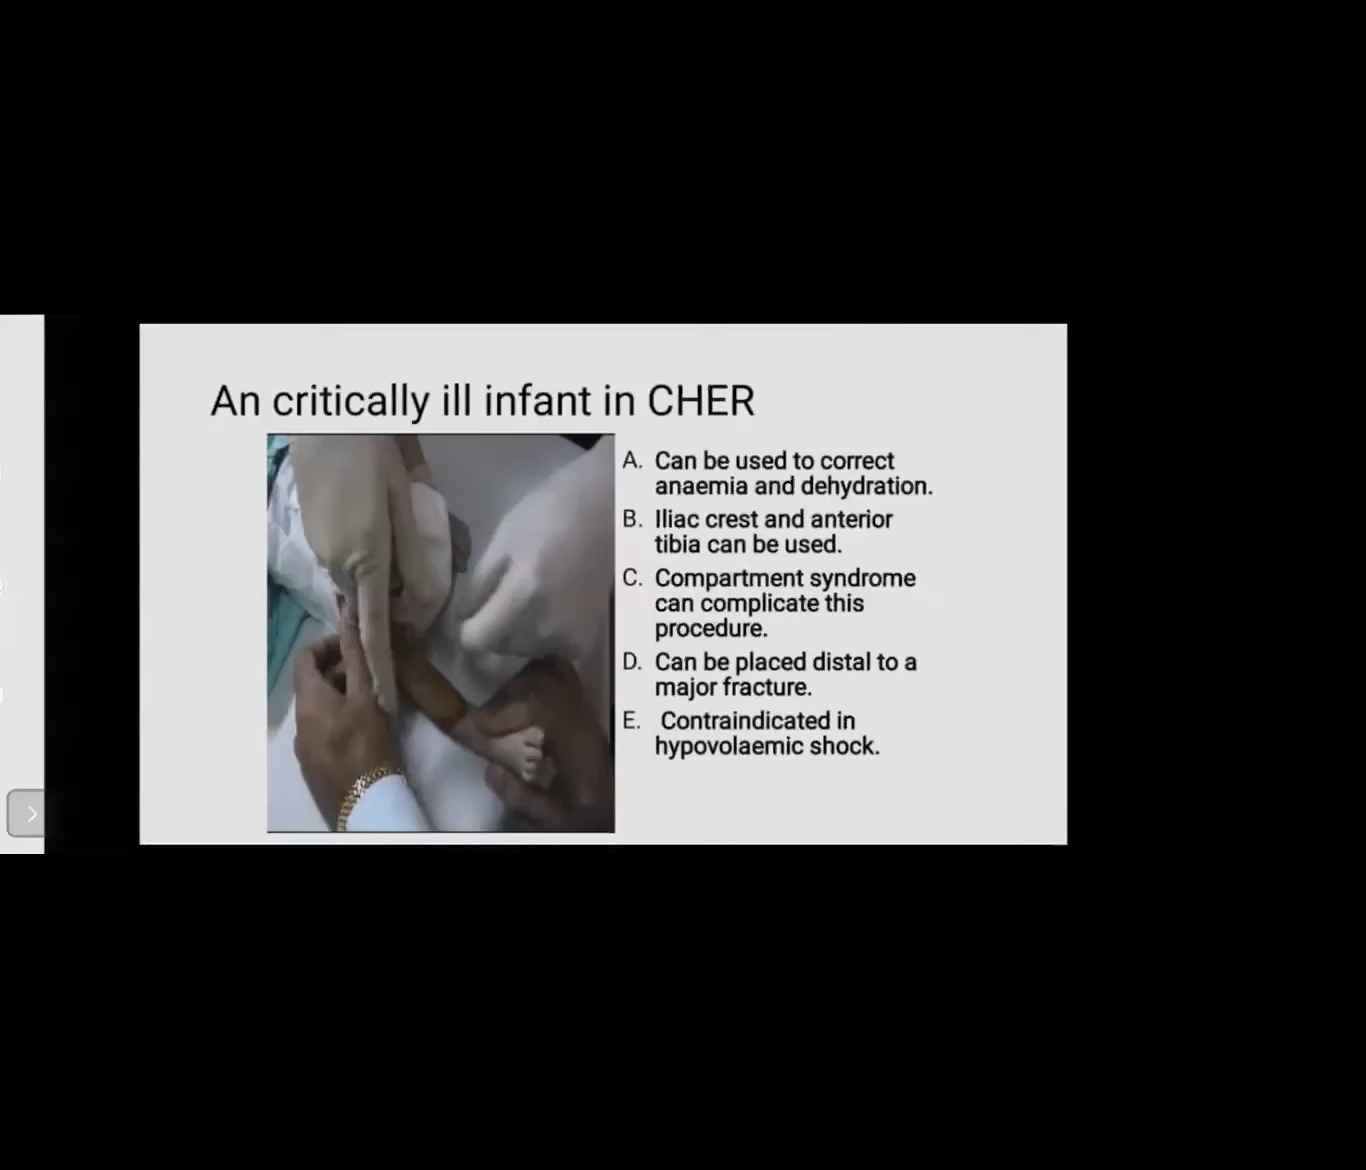 An critically ill infant in CHER
A. Can be used to correct
anaemia and dehydration.
B. Iliac crest and anterior
tibia can be used.
C. Compartment syndrome
can complicate this
procedure.
D. Can be placed distal to a
major fracture.
E. Contraindicated in
hypovolaemic shock.